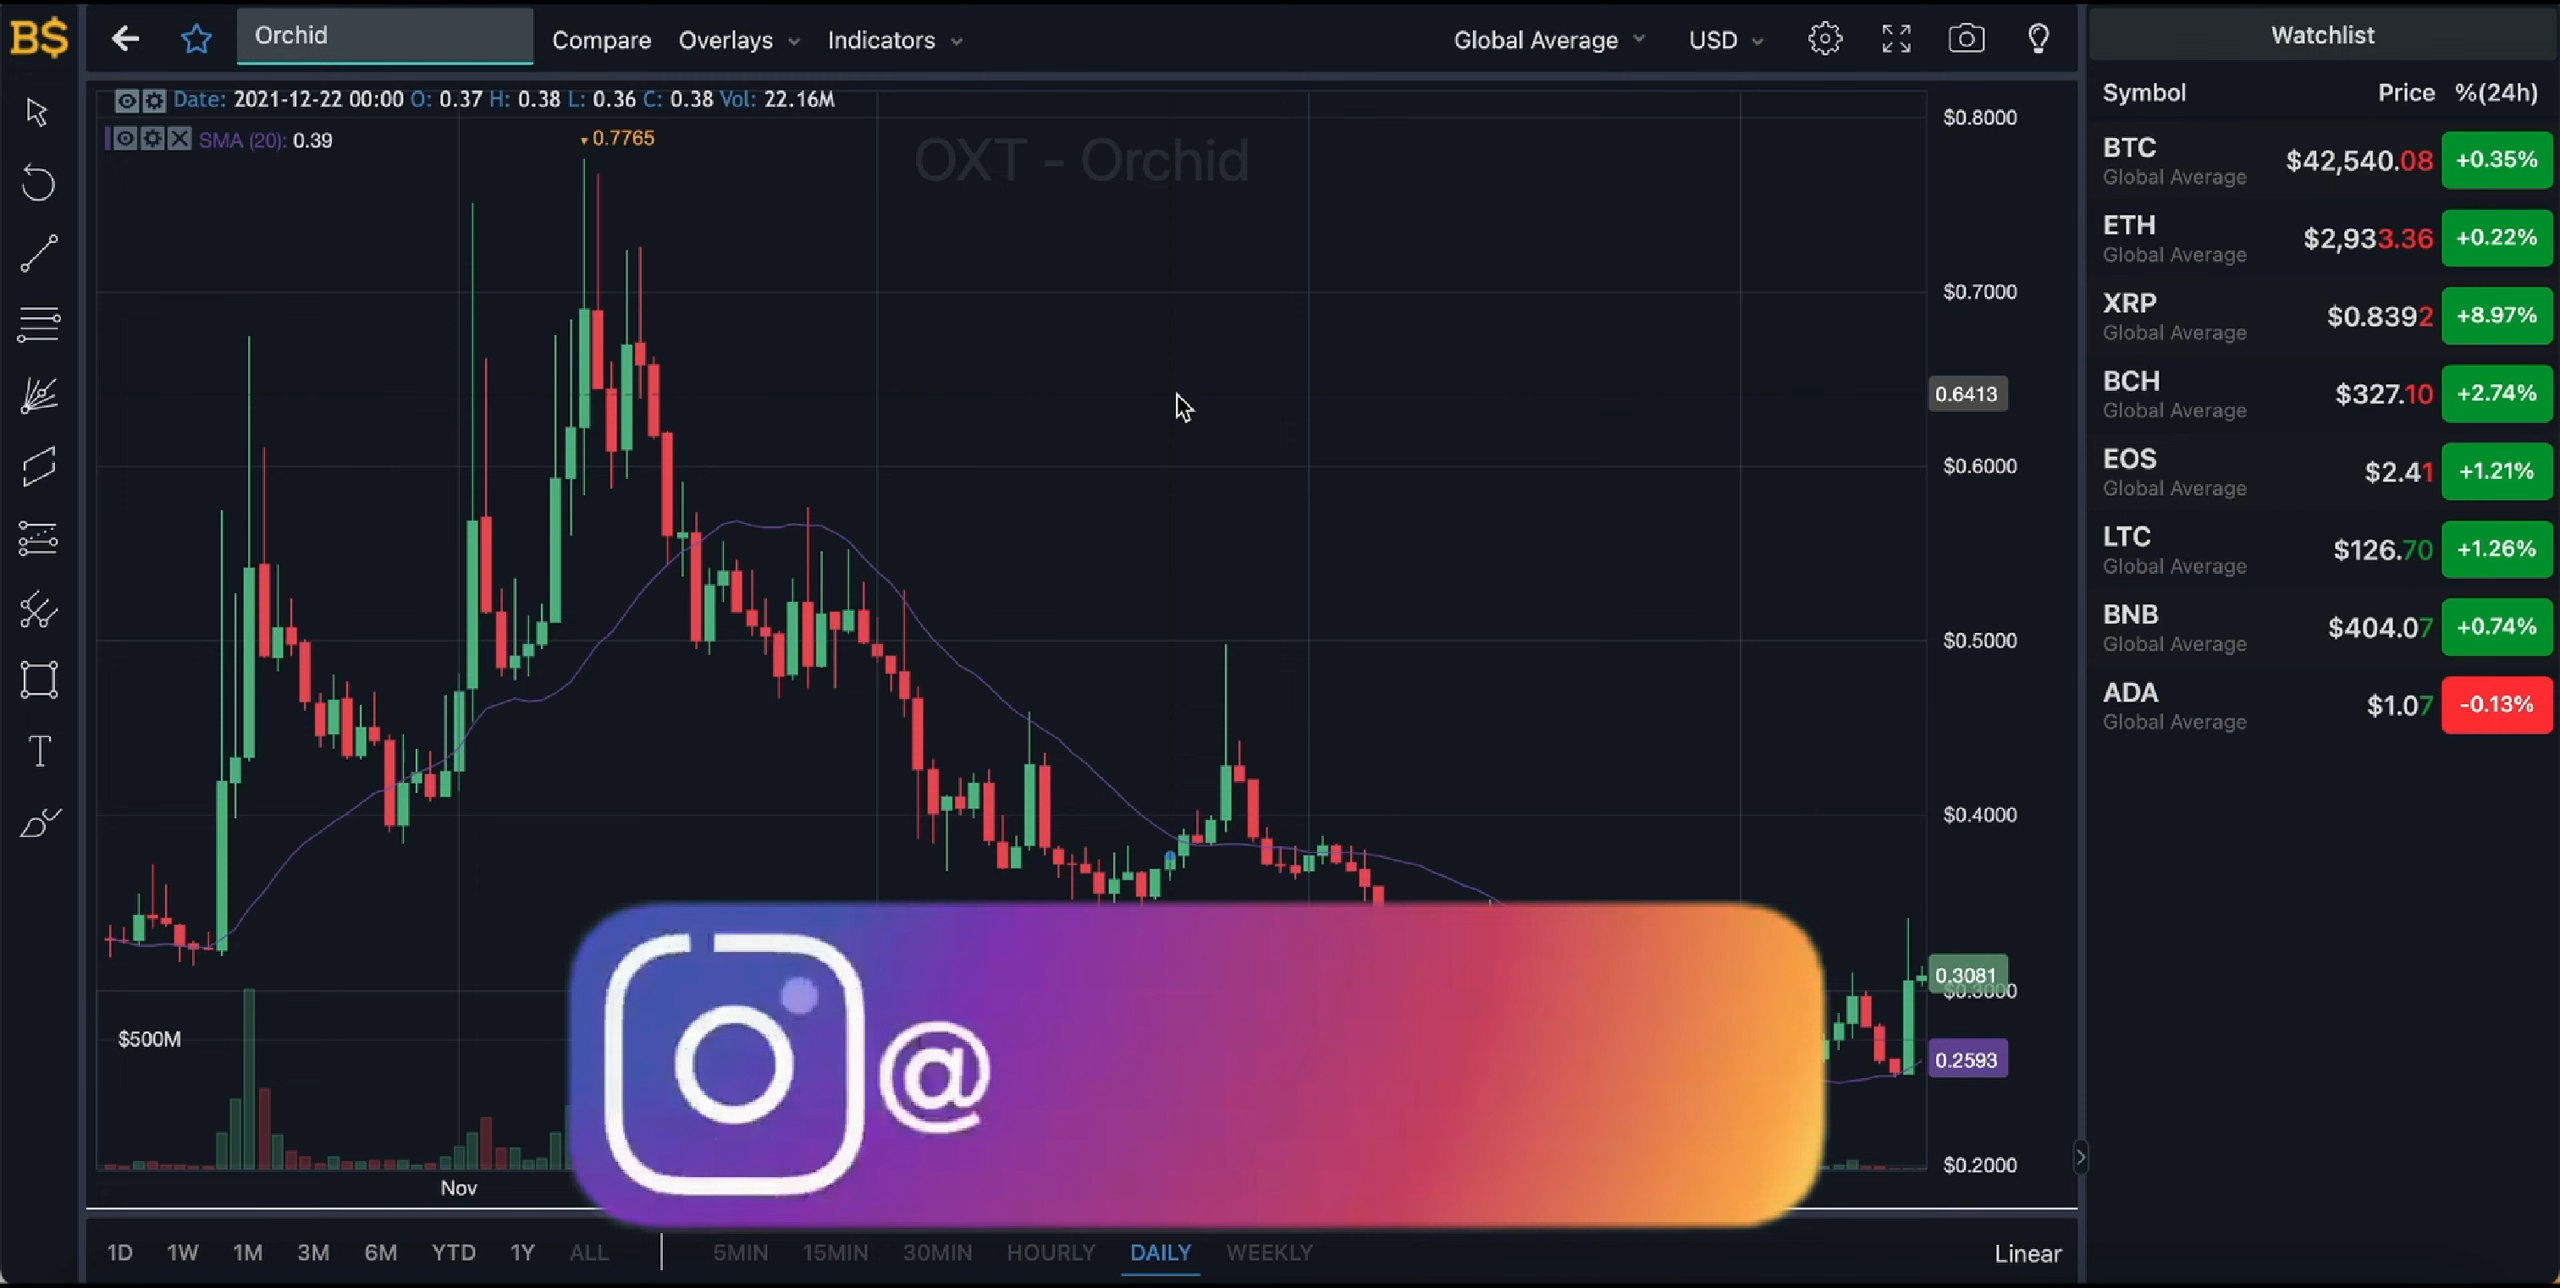 B$
Orchid
Compare Overlays Indicators
Global Average USD
Date: 2021-12-22 00:00 O: 0.37 H: 0.38 L: 0.36 C: 0.38 Vol: 22.16M
SMA (20): 0.39
0.7765
OXT - Orchid
$0.8000
$0.7000
0.6413
$0.6000
$0.5000
$0.4000
0.3081
$0.3000
0.2593
$0.2000
$500M
Nov
@
T
1D 1W 1M 3M 6M YTD 1Y ALL
5MIN 15MIN 30MIN HOURLY DAILY WEEKLY
Linear
Watchlist
Symbol Price %(24h)
BTC $42,540.08 +0.35%
Global Average
ETH $2,933.36 +0.22%
Global Average
XRP $0.8392 +8.97%
Global Average
BCH $327.10 +2.74%
Global Average
EOS $2.41 +1.21%
Global Average
LTC $126.70 +1.26%
Global Average
BNB $404.07 +0.74%
Global Average
ADA $1.07 -0.13%
Global Average